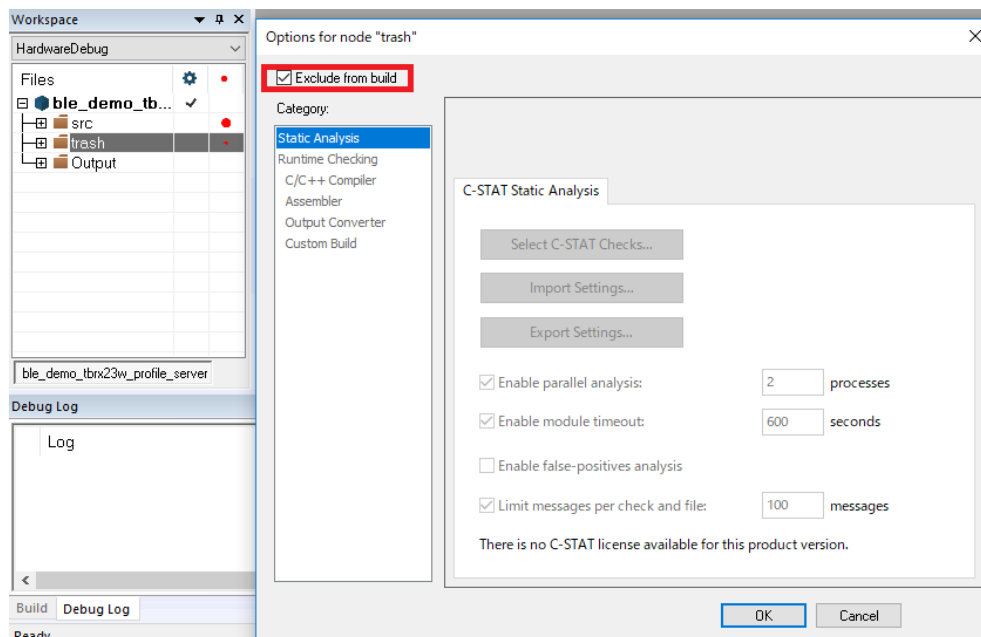 Workspace
HardwareDebug
Files
ble_demo_tb...
src
trash
Output
ble_demo_tbrx23w_profile_server
Debug Log
Log
Build Debug Log
Ready
Options for node "trash"
Exclude from build
Category:
Static Analysis
Runtime Checking
C/C++ Compiler
Assembler
Output Converter
Custom Build
C-STAT Static Analysis
Select C-STAT Checks...
Import Settings...
Export Settings...
Enable parallel analysis: 2 processes
Enable module timeout: 600 seconds
Enable false-positives analysis
Limit messages per check and file: 100 messages
There is no C-STAT license available for this product version.
OK Cancel